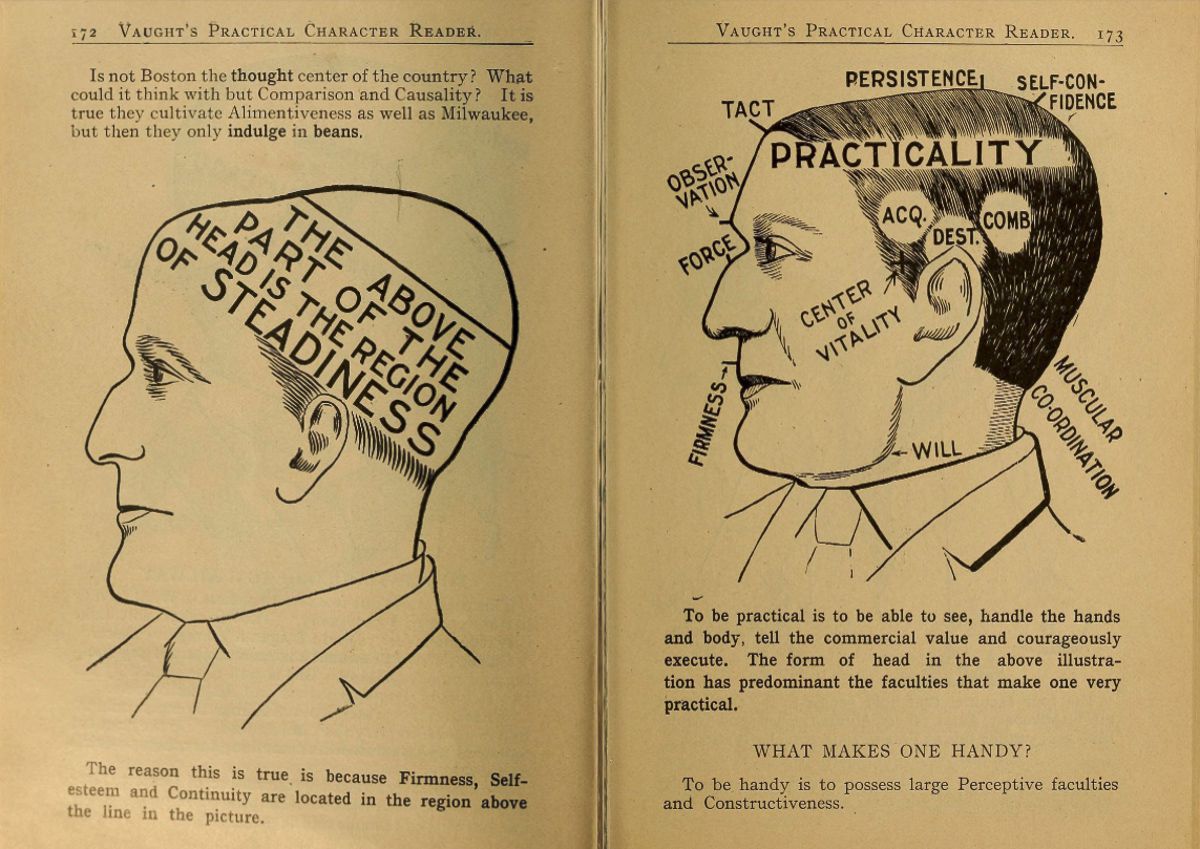 172 VAUGHT'S PRACTICAL CHARACTER READER.
Is not Boston the thought center of the country? What
could it think with but Comparison and Causality? It is
true they cultivate Alimentiveness as well as Milwaukee,
but then they only indulge in beans.
THE ABOVE
PART OF THE
HEAD IS THE REGION
OF STEADINESS
The reason this is true is because Firmness, Self-
esteem and Continuity are located in the region above
the line in the picture.
VAUGHT'S PRACTICAL CHARACTER READER. 173
PERSISTENCE
SELF-CON-
FIDENCE
TACT
PRACTICALITY
OBSER-
VATION
ACQ.
COMB.
DEST.
FORCE
CENTER
OF
VITALITY
FIRMNESS
MUSCULAR
CO-ORDINATION
WILL
To be practical is to be able to see, handle the hands
and body, tell the commercial value and courageously
execute. The form of head in the above illustra-
tion has predominant the faculties that make one very
practical.
WHAT MAKES ONE HANDY?
To be handy is to possess large Perceptive faculties
and Constructiveness.